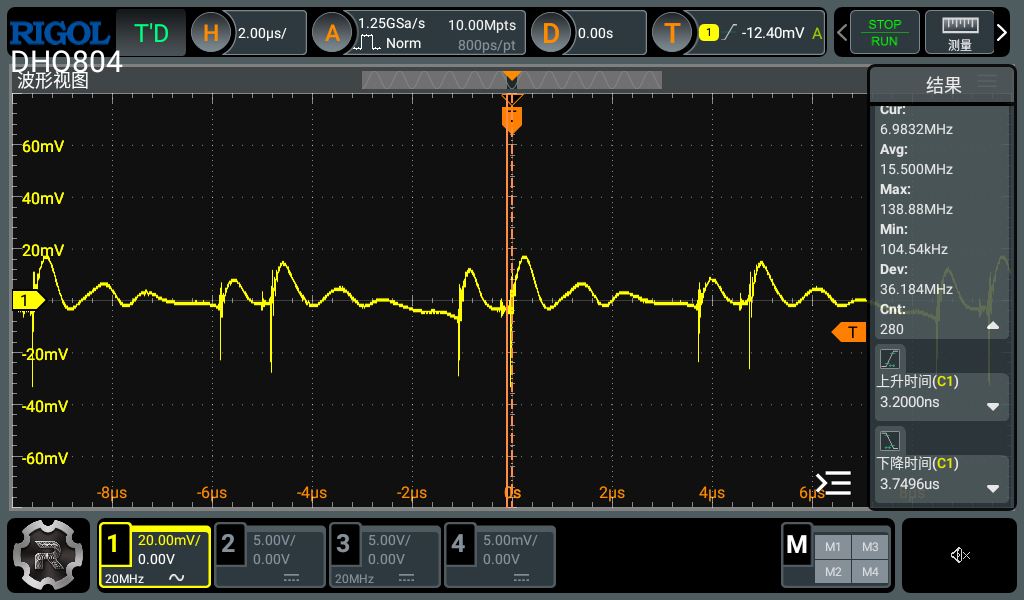 RIGOL
DHO804
T'D
H 2.00µs/
A 1.25GSa/s 10.00Mpts
Norm 800ps/pt
D 0.00s
T 1 -12.40mV A
STOP
RUN
测量
波形视图
结果
60mV
40mV
20mV
1
-20mV
-40mV
-60mV
T
T
-8µs -6µs -4µs -2µs 0s 2µs 4µs 6µs 8µs
Cur:
6.9832MHz
Avg:
15.500MHz
Max:
138.88MHz
Min:
104.54kHz
Dev:
36.184MHz
Cnt:
280
上升时间(C1)
3.2000ns
下降时间(C1)
3.7496us
1 20.00mV/
0.00V
20MHz
2 5.00V/
0.00V
3 5.00V/
0.00V
20MHz
4 5.00mV/
0.00V
M M1 M3
M2 M4